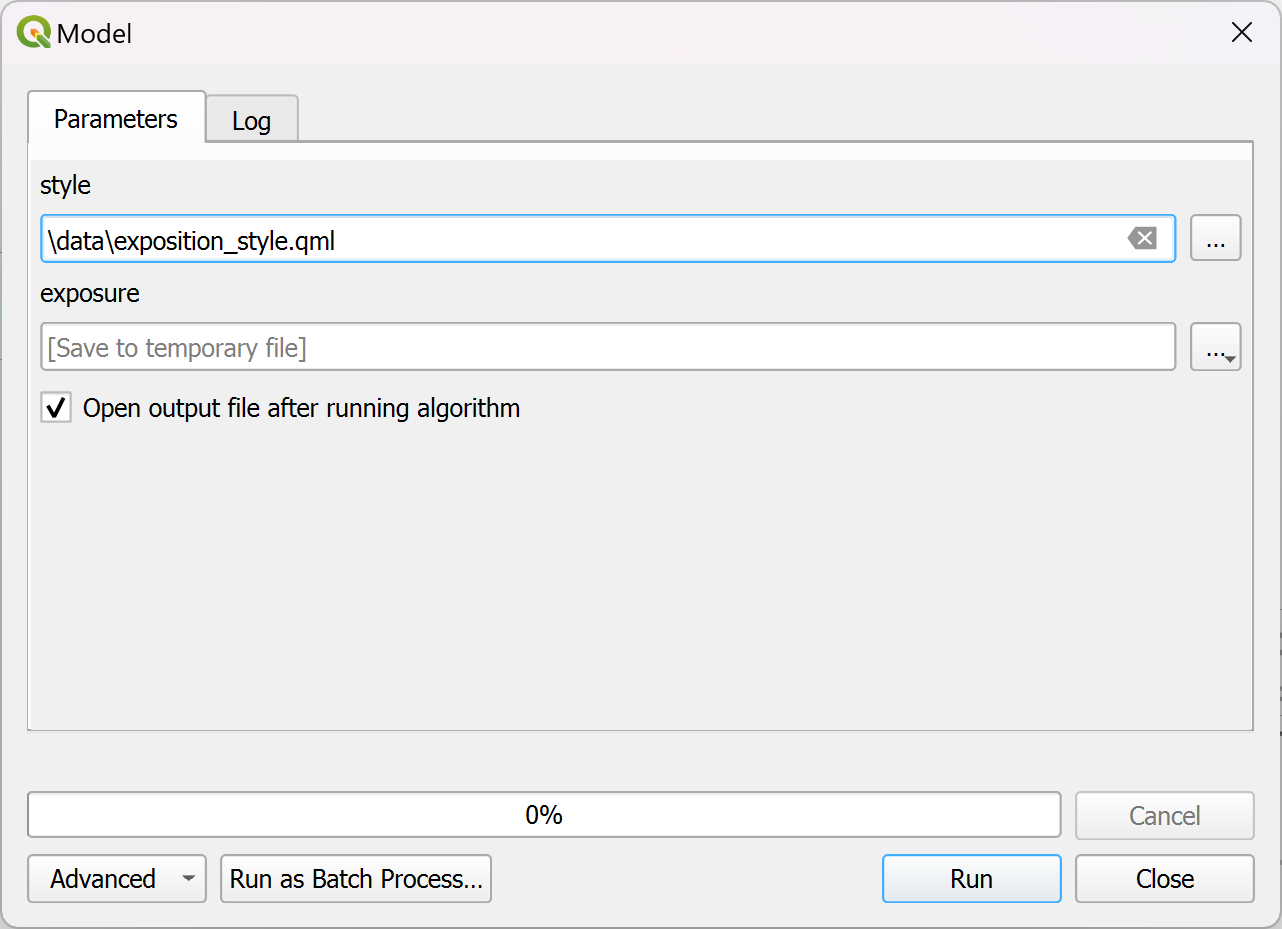 Model
Parameters
Log
style
\data\exposition_style.qml
...
exposure
[Save to temporary file]
...
Open output file after running algorithm
0%
Cancel
Advanced
Run as Batch Process...
Run
Close